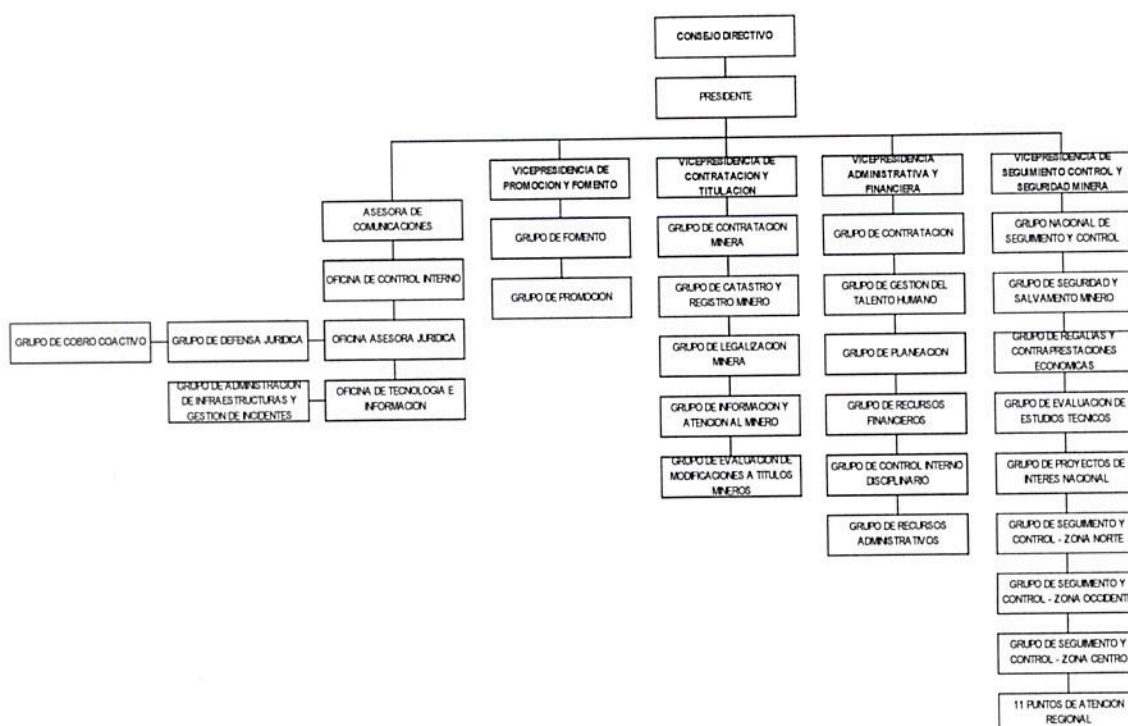 CONSEJO DIRECTIVO
PRESIDENTE
ASESORA DE
COMUNICACIONES
OFICINA DE CONTROL INTERNO
OFICINA ASESORA JURIDICA
GRUPO DE DEFENSA JURIDICA
GRUPO DE COBRO COACTIVO
OFICINA DE TECNOLOGIA E
INFORMACION
GRUPO DE ADMINISTRACION
DE INFRAESTRUCTURAS Y
GESTION DE INCIDENTES
VICEPRESIDENCIA DE
PROMOCION Y FOMENTO
GRUPO DE FOMENTO
GRUPO DE PROMOCION
VICEPRESIDENCIA DE
CONTRATACION Y
TITULACION
GRUPO DE CONTRATACION
MINERA
GRUPO DE CATASTRO Y
REGISTRO MINERO
GRUPO DE LEGALIZACION
MINERA
GRUPO DE INFORMACION Y
ATENCION AL MINERO
GRUPO DE EVALUACION DE
MODIFICACIONES A TITULOS
MINEROS
VICEPRESIDENCIA
ADMINISTRATIVA Y
FINANCIERA
GRUPO DE CONTRATACION
GRUPO DE GESTION DEL
TALENTO HUMANO
GRUPO DE PLANEACION
GRUPO DE RECURSOS
FINANCIEROS
GRUPO DE CONTROL INTERNO
DISCIPLINARIO
GRUPO DE RECURSOS
ADMINISTRATIVOS
VICEPRESIDENCIA DE
SEGUIMIENTO CONTROL Y
SEGURIDAD MINERA
GRUPO NACIONAL DE
SEGUIMIENTO Y CONTROL
GRUPO DE SEGURIDAD Y
SALVAMENTO MINERO
GRUPO DE REGALIAS Y
CONTRAPRESTACIONES
ECONOMICAS
GRUPO DE EVALUACION DE
ESTUDIOS TECNICOS
GRUPO DE PROYECTOS DE
INTERES NACIONAL
GRUPO DE SEGUIMIENTO Y
CONTROL - ZONA NORTE
GRUPO DE SEGUIMIENTO Y
CONTROL - ZONA OCCIDENT
GRUPO DE SEGUIMIENTO Y
CONTROL - ZONA CENTRO
11 PUNTOS DE ATENCION
REGIONAL